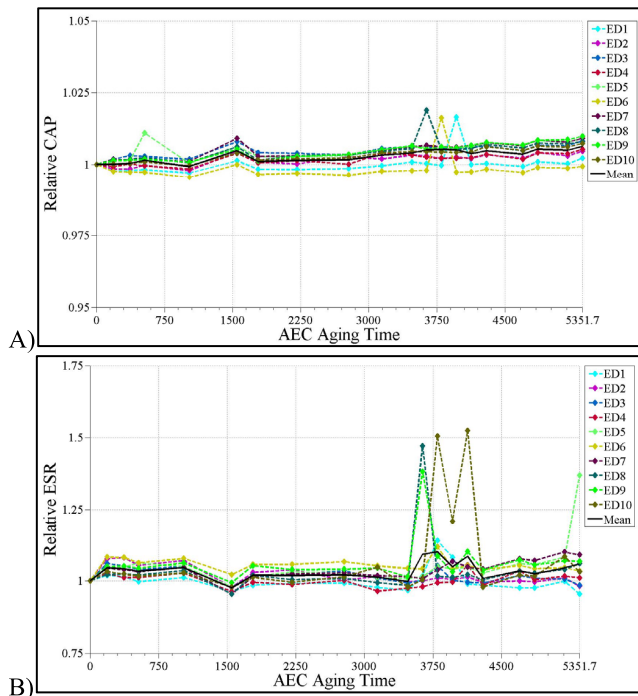 1.05
1.025
1
0.975
0.95
Relative CAP
0
750
1500
2250
3000
3750
4500
5351.7
AEC Aging Time
ED1
ED2
ED3
ED4
ED5
ED6
ED7
ED8
ED9
ED10
Mean
A)
1.75
1.5
1.25
1
0.75
Relative ESR
0
750
1500
2250
3000
3750
4500
5351.7
AEC Aging Time
ED1
ED2
ED3
ED4
ED5
ED6
ED7
ED8
ED9
ED10
Mean
B)